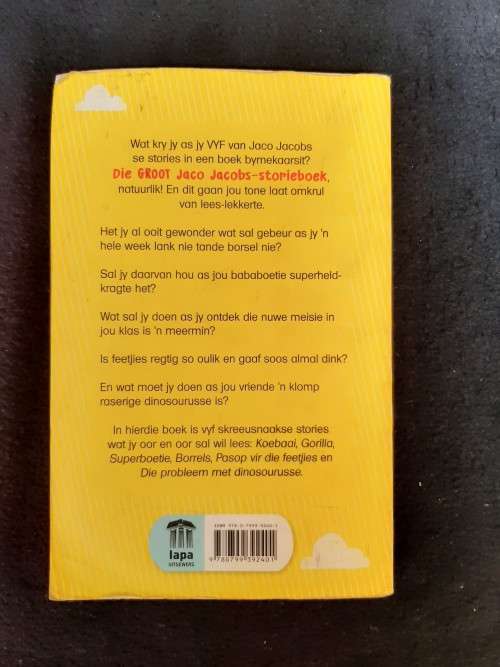 Wat kry jy as jy VYF van Jaco Jacobs
se stories in een boek bymekaarsit?
Die GROOT Jaco Jacobs-storieboek,
natuurlik! En dit gaan jou tone laat omkrul
van lees-lekkerte.
Het jy al ooit gewonder wat sal gebeur as jy 'n
hele week lank nie tande borsel nie?
Sal jy daarvan hou as jou bababoetie superheld-
kragte het?
Wat sal jy doen as jy ontdek die nuwe meisie in
jou klas is 'n meermin?
Is feetjies regtig so oulik en gaaf soos almal dink?
En wat moet jy doen as jou vriende 'n klomp
raserige dinosourusse is?
In hierdie boek is vyf skreeusnaakse stories
wat jy oor en oor sal wil lees: Koebaai, Gorilla,
Superboetie, Borrels, Pasop vir die feetjies en
Die probleem met dinosourusse.
lapa
UITGEWERS
9 780799 392401